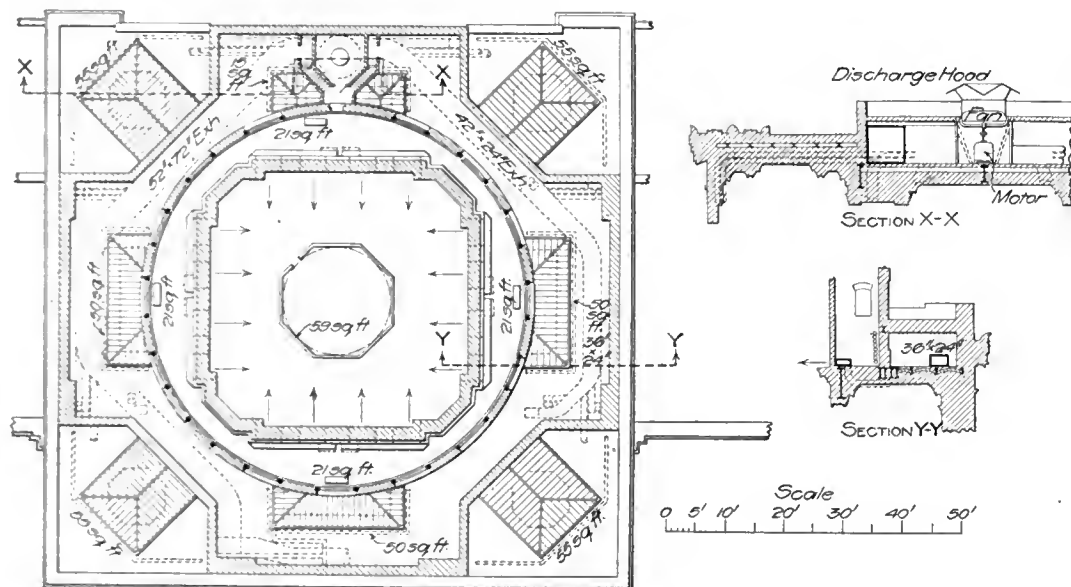 55 sq ft.
15
Sq.
ft.
X
X
55 sq ft.
52"x72" Exh.
21 sq ft.
42"x24" Exh.
50 sq ft.
21 sq ft.
59 sq ft.
21 sq ft.
50
Sq.
ft.
36"
x
24"
Y
Y
21 sq ft.
55 sq ft.
50 sq ft.
55 sq ft.
Discharge Hood
Fan
Motor
SECTION X-X
36"x24"
SECTION Y-Y
Scale
0 5' 10' 20' 30' 40' 50'